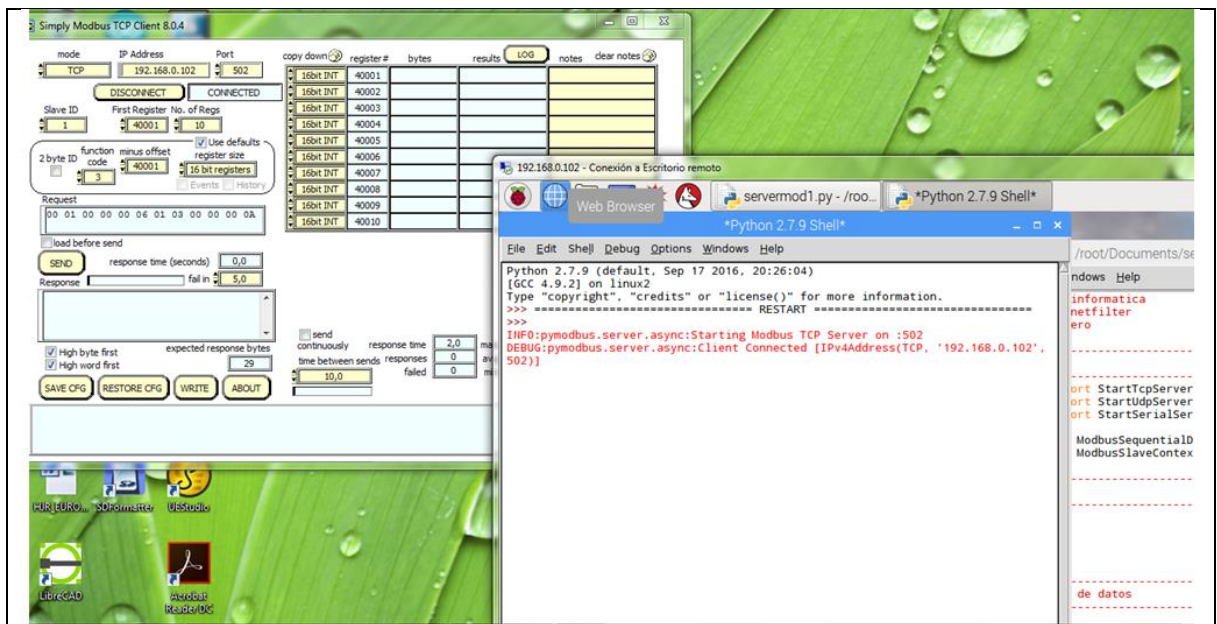 Simply Modbus TCP Client 8.0.4
mode IP Address Port
TCP 192.168.0.102 502
DISCONNECT CONNECTED
Slave ID First Register No. of Regs
1 40001 10
Use defaults
2 byte ID function code minus offset register size
3 40001 16 bit registers
Events History
Request
00 01 00 00 00 06 01 03 00 00 00 0A
load before send
SEND response time (seconds) 0,0
Response fail in 5,0
High byte first expected response bytes
High word first 29
SAVE CFG RESTORE CFG WRITE ABOUT
copy down register # bytes results LOG notes clear notes
16bit INT 40001
16bit INT 40002
16bit INT 40003
16bit INT 40004
16bit INT 40005
16bit INT 40006
16bit INT 40007
16bit INT 40008
16bit INT 40009
16bit INT 40010
send continuously response time 2,0
time between sends responses 0
10,0 failed 0
192.168.0.102 - Conexión a Escritorio remoto
Web Browser
servermod1.py - /roo...
*Python 2.7.9 Shell*
*Python 2.7.9 Shell*
File Edit Shell Debug Options Windows Help
Python 2.7.9 (default, Sep 17 2016, 20:26:04)
[GCC 4.9.2] on linux2
Type "copyright", "credits" or "license()" for more information.
>>> ================================ RESTART ================================
>>>
INFO:pymodbus.server.async:Starting Modbus TCP Server on :502
DEBUG:pymodbus.server.async:Client Connected [IPv4Address(TCP, '192.168.0.102',
502)]
/root/Documents/se
ndows Help
informatica
netfilter
ero
ort StartTcpServer
ort StartUdpServer
ort StartSerialSer
ModbusSequentialD
ModbusSlaveContex
de datos
SDFormatter UEStudio
LibreCAD Acrobat
Reader DC